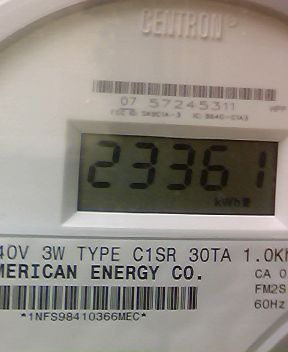 CENTRON
07 57245311
23361
kWh
40V 3W TYPE C1SR 30TA 1.0Kh
MERICAN ENERGY CO.
CA 0
FM2S
60Hz
*1NFS98410366MEC*